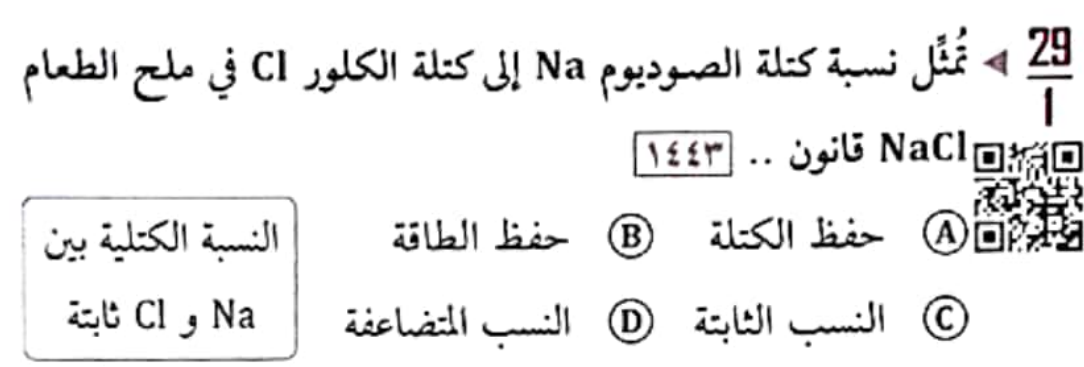 29/1 ◄ تُمثِّل نسبة كتلة الصوديوم Na إلى كتلة الكلور Cl في ملح الطعام
NaCl قانون .. ١٤٤٣
Ⓐ حفظ الكتلة Ⓑ حفظ الطاقة
Ⓒ النسب الثابتة Ⓓ النسب المتضاعفة
النسبة الكتلية بين
Na و Cl ثابتة